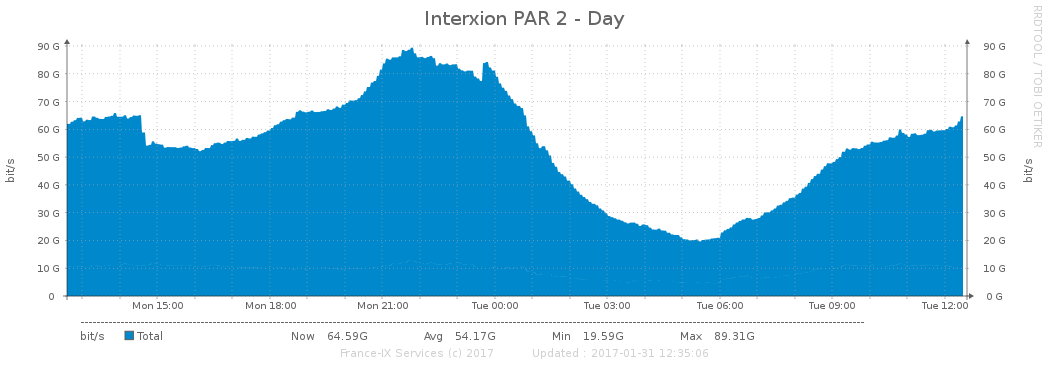 Interxion PAR 2 - Day
RRDTOOL / TOBI OETIKER
bit/s
90 G 90 G
80 G 80 G
70 G 70 G
60 G 60 G
50 G 50 G
40 G 40 G
30 G 30 G
20 G 20 G
10 G 10 G
0 0 G
bit/s
Mon 15:00 Mon 18:00 Mon 21:00 Tue 00:00 Tue 03:00 Tue 06:00 Tue 09:00 Tue 12:00
bit/s Total Now 64.59G Avg 54.17G Min 19.59G Max 89.31G
France-IX Services (c) 2017 Updated : 2017-01-31 12:35:06